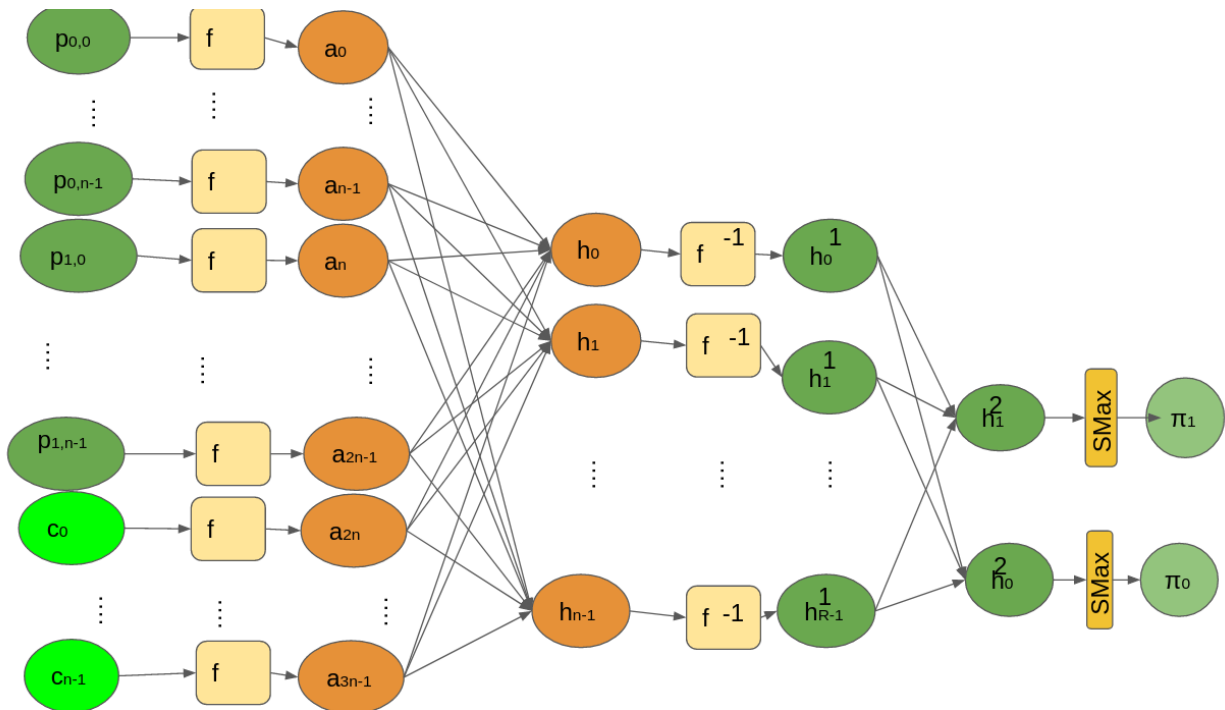 p0,0 f a0
p0,n-1 f an-1
p1,0 f an h0 f -1 h0 1
h1 f -1 h1 1
p1,n-1 f a2n-1 h1 2 SMax π1
c0 f a2n
hn-1 f -1 hR-1 1 h0 2 SMax π0
cn-1 f a3n-1